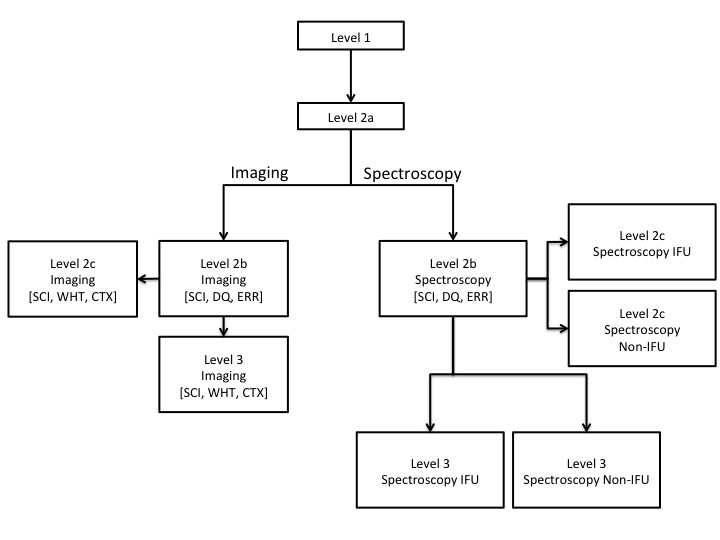 Level 1
Level 2a
Imaging
Spectroscopy
Level 2c
Imaging
[SCI, WHT, CTX]
Level 2b
Imaging
[SCI, DQ, ERR]
Level 2b
Spectroscopy
[SCI, DQ, ERR]
Level 2c
Spectroscopy IFU
Level 2c
Spectroscopy
Non-IFU
Level 3
Imaging
[SCI, WHT, CTX]
Level 3
Spectroscopy IFU
Level 3
Spectroscopy Non-IFU